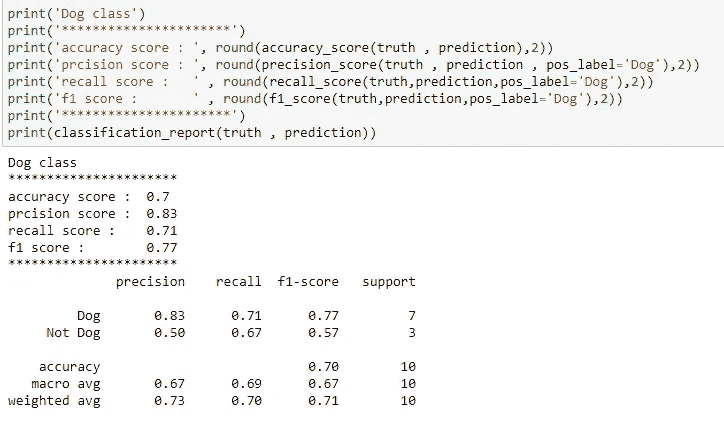 print('Dog class')
print('**********************')
print('accuracy score : ', round(accuracy_score(truth , prediction),2))
print('prcision score : ', round(precision_score(truth , prediction , pos_label='Dog'),2))
print('recall score :   ' , round(recall_score(truth,prediction,pos_label='Dog'),2))
print('f1 score :       ' , round(f1_score(truth,prediction,pos_label='Dog'),2))
print('**********************')
print(classification_report(truth , prediction))
Dog class
**********************
accuracy score :  0.7
prcision score :  0.83
recall score :    0.71
f1 score :        0.77
**********************
precision    recall  f1-score   support
Dog       0.83      0.71      0.77         7
Not Dog       0.50      0.67      0.57         3
accuracy                           0.70        10
macro avg       0.67      0.69      0.67        10
weighted avg       0.73      0.70      0.71        10